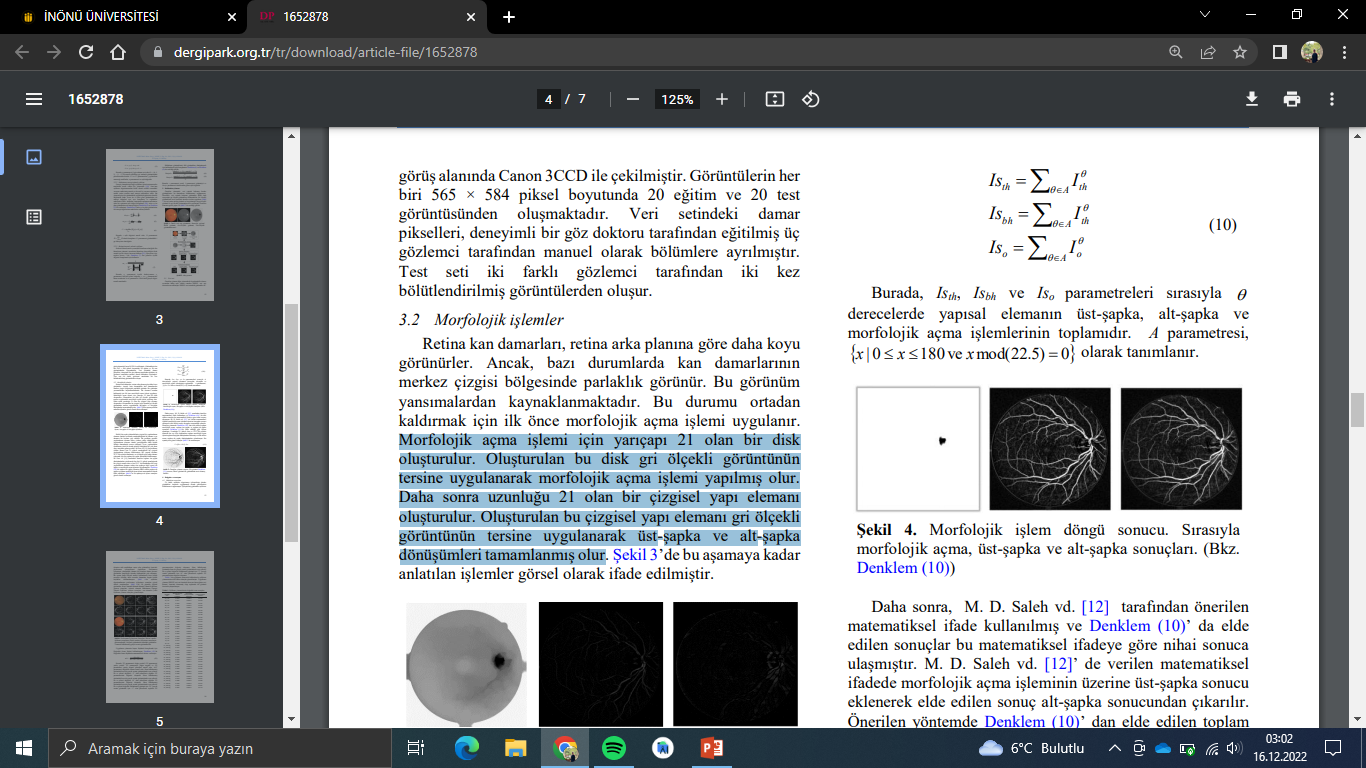 İNÖNÜ ÜNİVERSİTESİ
DP 1652878
dergipark.org.tr/tr/download/article-file/1652878
1652878
4 / 7
125%
3
4
5
görüş alanında Canon 3CCD ile çekilmiştir. Görüntülerin her
biri 565 × 584 piksel boyutunda 20 eğitim ve 20 test
görüntüsünden oluşmaktadır. Veri setindeki damar
pikselleri, deneyimli bir göz doktoru tarafından eğitilmiş üç
gözlemci tarafından manuel olarak bölümlere ayrılmıştır.
Test seti iki farklı gözlemci tarafından iki kez
bölütlendirilmiş görüntülerden oluşur.
3.2 Morfolojik işlemler
Retina kan damarları, retina arka planına göre daha koyu
görünürler. Ancak, bazı durumlarda kan damarlarının
merkez çizgisi bölgesinde parlaklık görünür. Bu görünüm
yansımalardan kaynaklanmaktadır. Bu durumu ortadan
kaldırmak için ilk önce morfolojik açma işlemi uygulanır.
Morfolojik açma işlemi için yarıçapı 21 olan bir disk
oluşturulur. Oluşturulan bu disk gri ölçekli görüntünün
tersine uygulanarak morfolojik açma işlemi yapılmış olur.
Daha sonra uzunluğu 21 olan bir çizgisel yapı elemanı
oluşturulur. Oluşturulan bu çizgisel yapı elemanı gri ölçekli
görüntünün tersine uygulanarak üst-şapka ve alt-şapka
dönüşümleri tamamlanmış olur. Şekil 3’de bu aşamaya kadar
anlatılan işlemler görsel olarak ifade edilmiştir.
Is_th = ∑_θ∈A I_th^θ
Is_bh = ∑_θ∈A I_th^θ
Is_o = ∑_θ∈A I_o^θ
(10)
Burada, Is_th, Is_bh ve Is_o parametreleri sırasıyla θ
derecelerde yapısal elemanın üst-şapka, alt-şapka ve
morfolojik açma işlemlerinin toplamıdır. A parametresi,
{x | 0 ≤ x ≤ 180 ve x mod(22.5) = 0} olarak tanımlanır.
Şekil 4. Morfolojik işlem döngü sonucu. Sırasıyla
morfolojik açma, üst-şapka ve alt-şapka sonuçları. (Bkz.
Denklem (10))
Daha sonra, M. D. Saleh vd. [12] tarafından önerilen
matematiksel ifade kullanılmış ve Denklem (10)’ da elde
edilen sonuçlar bu matematiksel ifadeye göre nihai sonuca
ulaşmıştır. M. D. Saleh vd. [12]’ de verilen matematiksel
ifadede morfolojik açma işleminin üzerine üst-şapka sonucu
eklenerek elde edilen sonuç alt-şapka sonucundan çıkarılır.
Önerilen yöntemde Denklem (10)’ dan elde edilen toplam
Aramak için buraya yazın
6°C Bulutlu
03:02
16.12.2022